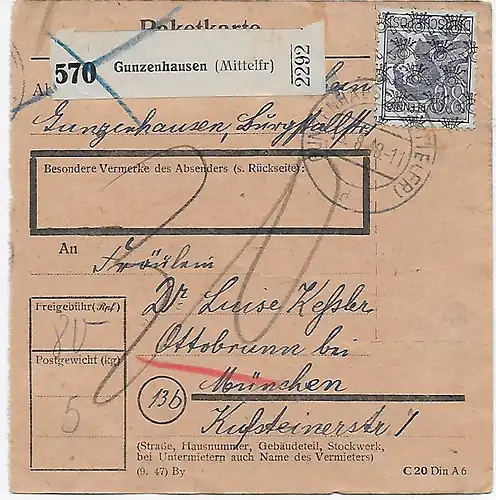 Paketkarte
570 Gunzenhausen (Mittelfr) 2292
Gunzenhausen, Burgstallstr
Besondere Vermerke des Absenders (s. Rückseite):
An
Fräulein
Dr Luise Keßler
Freigebühr (Rpf)
80
Ottobrunn bei
Postgewicht (kg)
5
13b
München
Kufsteinerstr 1
(Straße, Hausnummer, Gebäudeteil, Stockwerk,
bei Untermietern auch Name des Vermieters)
(9. 47) By
C 20 Din A 6